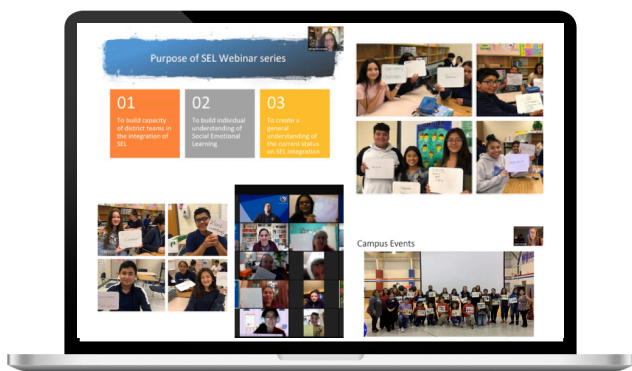 Purpose of SEL Webinar series
01
To build capacity
of district teams in
the integration of
SEL
02
To build individual
understanding of
Social Emotional
Learning
03
To create a
general
understanding of
the current status
on SEL integration
Campus Events